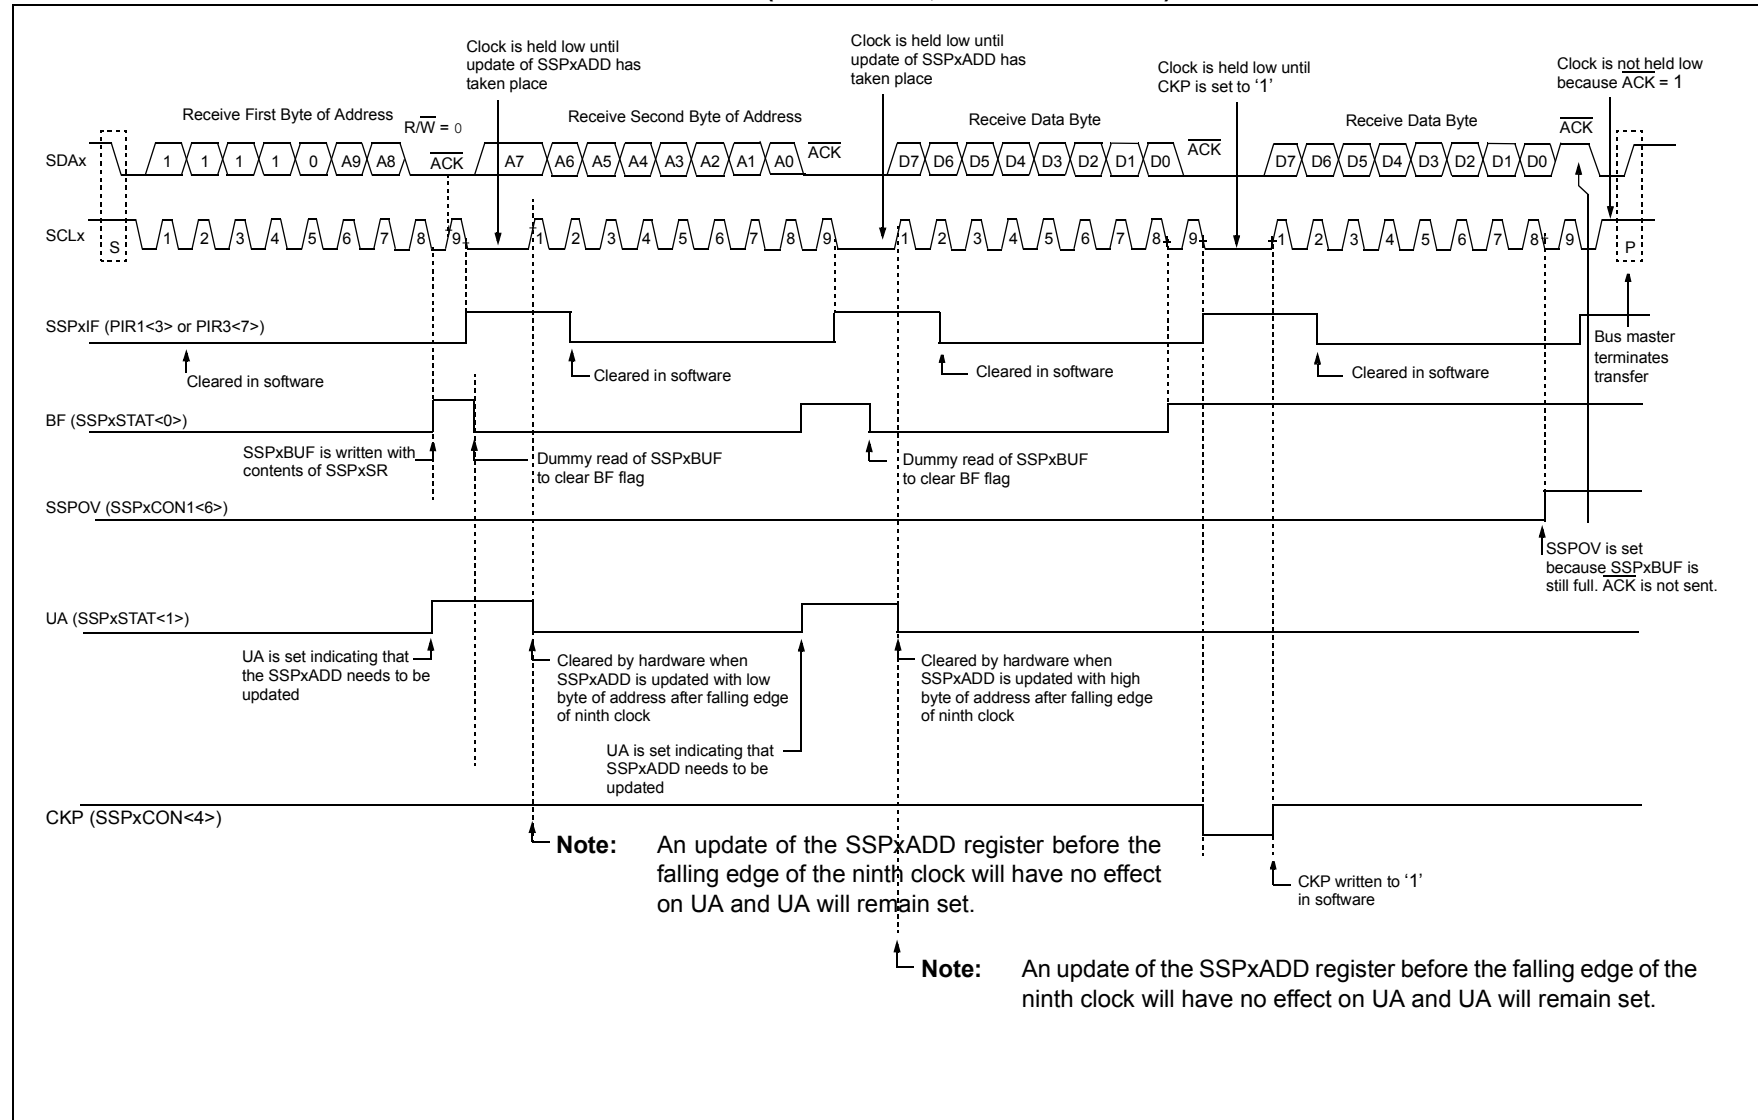 Clock is held low until
update of SSPxADD has
taken place
Clock is held low until
update of SSPxADD has
taken place
Clock is held low until
CKP is set to ‘1’
Clock is not held low
because ACK = 1
Receive First Byte of Address
R/W = 0
Receive Second Byte of Address
Receive Data Byte
Receive Data Byte
SDAx 1 1 1 1 0 A9 A8 ACK A7 A6 A5 A4 A3 A2 A1 A0 ACK D7 D6 D5 D4 D3 D2 D1 D0 ACK D7 D6 D5 D4 D3 D2 D1 D0 ACK
SCLx S 1 2 3 4 5 6 7 8 9 1 2 3 4 5 6 7 8 9 1 2 3 4 5 6 7 8 9 1 2 3 4 5 6 7 8 9 P
SSPxIF (PIR1<3> or PIR3<7>)
Cleared in software
Cleared in software
Cleared in software
Cleared in software
Bus master
terminates
transfer
BF (SSPxSTAT<0>)
SSPxBUF is written with
contents of SSPxSR
Dummy read of SSPxBUF
to clear BF flag
Dummy read of SSPxBUF
to clear BF flag
SSPOV (SSPxCON1<6>)
SSPOV is set
because SSPxBUF is
still full. ACK is not sent.
UA (SSPxSTAT<1>)
UA is set indicating that
the SSPxADD needs to be
updated
Cleared by hardware when
SSPxADD is updated with low
byte of address after falling edge
of ninth clock
UA is set indicating that
SSPxADD needs to be
updated
Cleared by hardware when
SSPxADD is updated with high
byte of address after falling edge
of ninth clock
CKP (SSPxCON<4>)
CKP written to ‘1’
in software
Note: An update of the SSPxADD register before the
falling edge of the ninth clock will have no effect
on UA and UA will remain set.
Note: An update of the SSPxADD register before the falling edge of the
ninth clock will have no effect on UA and UA will remain set.